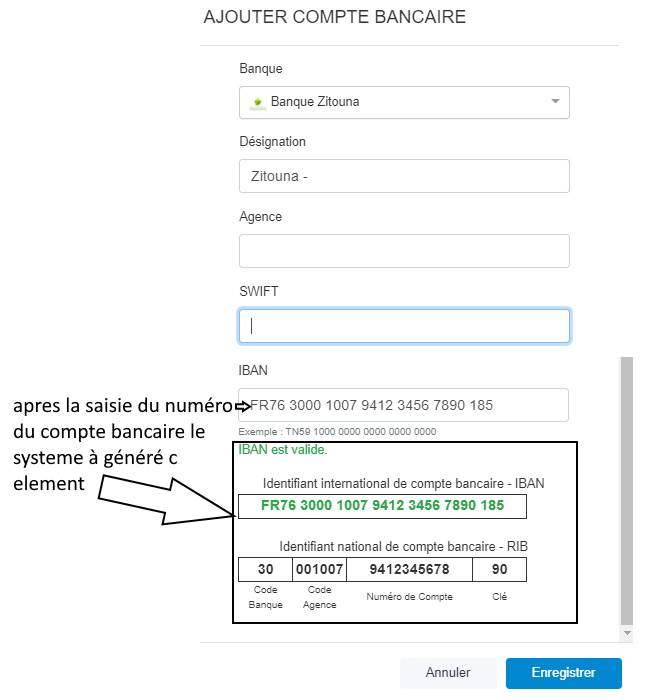 AJOUTER COMPTE BANCAIRE
Banque
Banque Zitouna
Désignation
Zitouna -
Agence
SWIFT
IBAN
apres la saisie du numéro
du compte bancaire le
systeme à généré c
element
FR76 3000 1007 9412 3456 7890 185
Exemple : TN59 1000 0000 0000 0000 0000
IBAN est valide.
Identifiant international de compte bancaire - IBAN
FR76 3000 1007 9412 3456 7890 185
Identifiant national de compte bancaire - RIB
30 001007 9412345678 90
Code Banque Code Agence Numéro de Compte Clé
Annuler Enregistrer